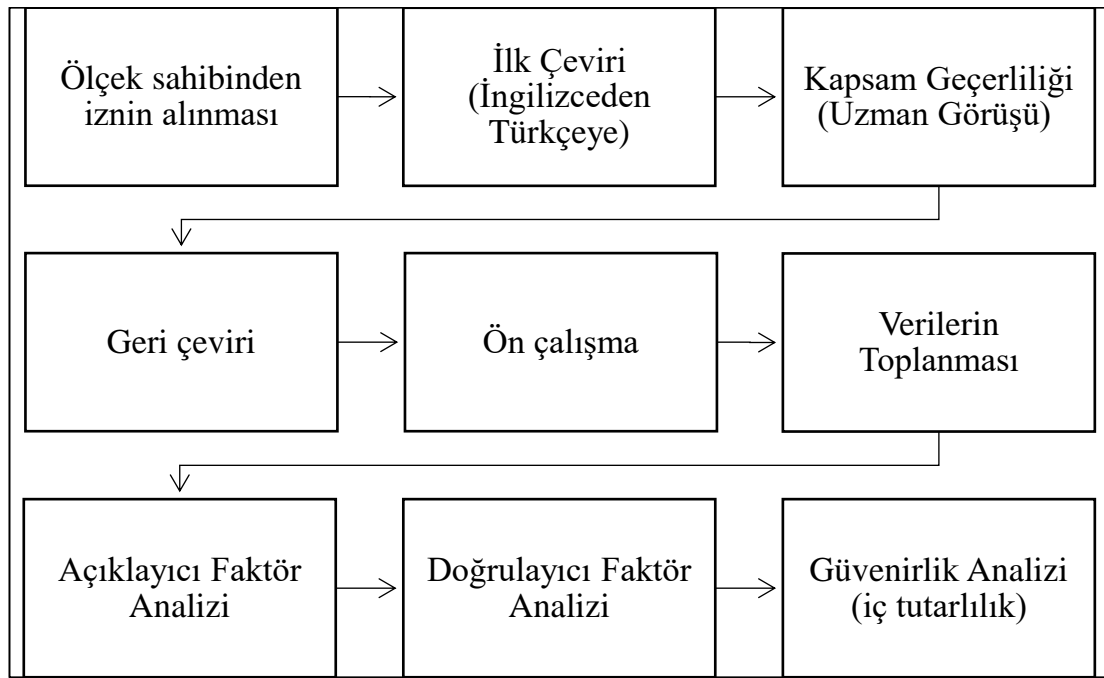 Ölçek sahibinden
iznin alınması
İlk Çeviri
(İngilizceden
Türkçeye)
Kapsam Geçerliliği
(Uzman Görüşü)
Geri çeviri
Ön çalışma
Verilerin
Toplanması
Açıklayıcı Faktör
Analizi
Doğrulayıcı Faktör
Analizi
Güvenirlik Analizi
(iç tutarlılık)